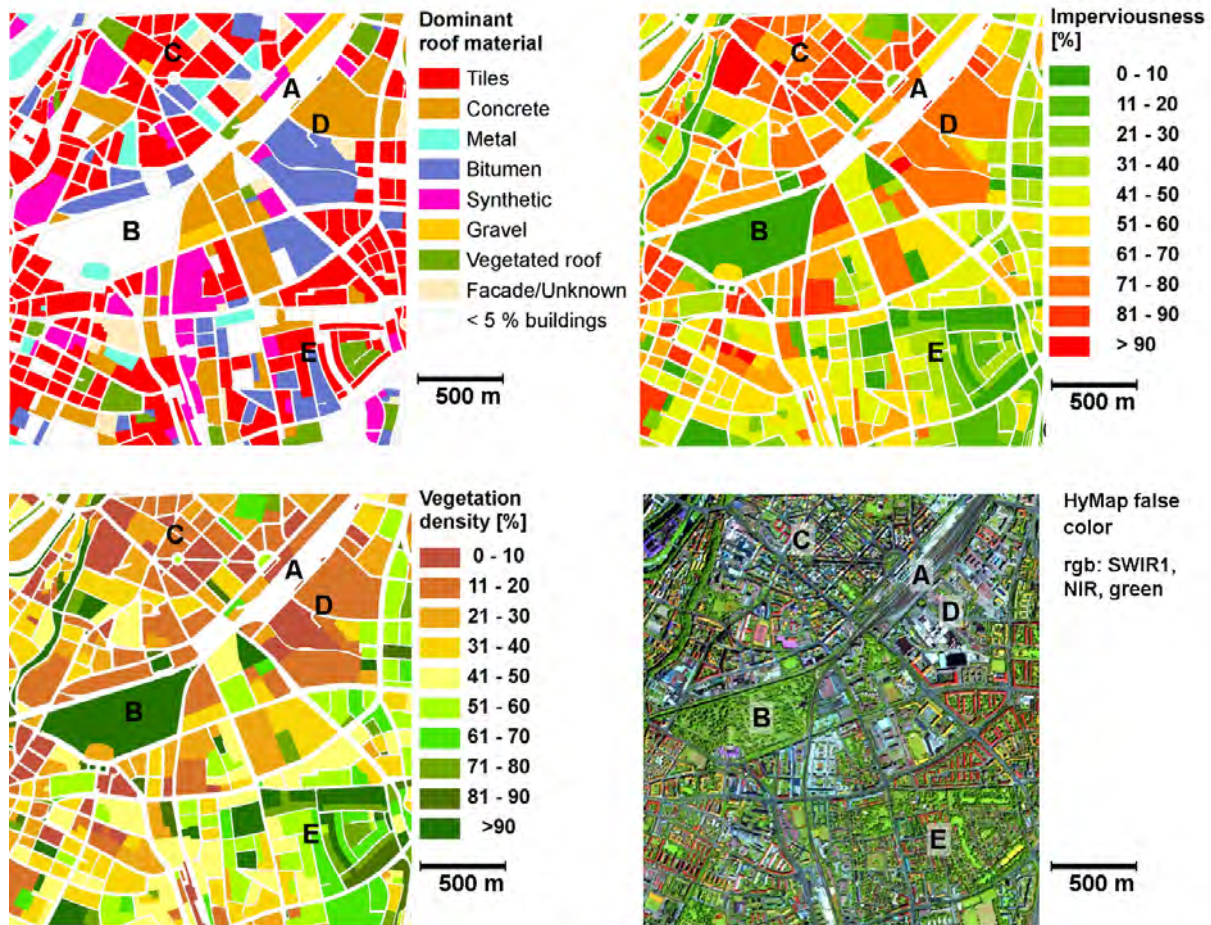 Dominant
roof material
Tiles
Concrete
Metal
Bitumen
Synthetic
Gravel
Vegetated roof
Facade/Unknown
< 5 % buildings
500 m
A
B
C
D
E
Imperviousness
[%]
0 - 10
11 - 20
21 - 30
31 - 40
41 - 50
51 - 60
61 - 70
71 - 80
81 - 90
> 90
500 m
A
B
C
D
E
Vegetation
density [%]
0 - 10
11 - 20
21 - 30
31 - 40
41 - 50
51 - 60
61 - 70
71 - 80
81 - 90
>90
500 m
A
B
C
D
E
HyMap false
color
rgb: SWIR1,
NIR, green
500 m
A
B
C
D
E